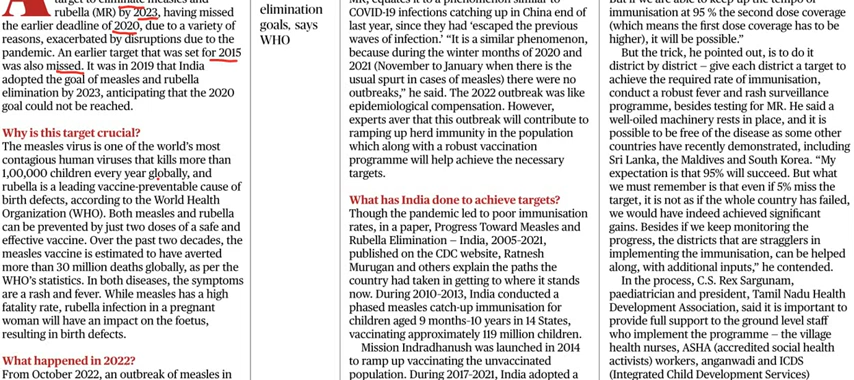 rubella (MR) by 2023, having missed
the earlier deadline of 2020, due to a variety of
reasons, exacerbated by disruptions due to the
pandemic. An earlier target that was set for 2015
was also missed. It was in 2019 that India
adopted the goal of measles and rubella
elimination by 2023, anticipating that the 2020
goal could not be reached.
Why is this target crucial?
The measles virus is one of the world's most
contagious human viruses that kills more than
1,00,000 children every year globally, and
rubella is a leading vaccine-preventable cause of
birth defects, according to the World Health
Organization (WHO). Both measles and rubella
can be prevented by just two doses of a safe and
effective vaccine. Over the past two decades, the
measles vaccine is estimated to have averted
more than 30 million deaths globally, as per the
WHO's statistics. In both diseases, the symptoms
are a rash and fever. While measles has a high
fatality rate, rubella infection in a pregnant
woman will have an impact on the foetus,
resulting in birth defects.
What happened in 2022?
From October 2022, an outbreak of measles in
elimination
goals, says
WHO
COVID-19 infections catching up in China end of
last year, since they had 'escaped the previous
waves of infection.' “It is a similar phenomenon,
because during the winter months of 2020 and
2021 (November to January when there is the
usual spurt in cases of measles) there were no
outbreaks,” he said. The 2022 outbreak was like
epidemiological compensation. However,
experts aver that this outbreak will contribute to
ramping up herd immunity in the population
which along with a robust vaccination
programme will help achieve the necessary
targets.
What has India done to achieve targets?
Though the pandemic led to poor immunisation
rates, in a paper, Progress Toward Measles and
Rubella Elimination — India, 2005-2021,
published on the CDC website, Ratnesh
Murugan and others explain the paths the
country had taken in getting to where it stands
now. During 2010-2013, India conducted a
phased measles catch-up immunisation for
children aged 9 months-10 years in 14 States,
vaccinating approximately 119 million children.
Mission Indradhanush was launched in 2014
to ramp up vaccinating the unvaccinated
population. During 2017-2021, India adopted a
immunisation at 95 % the second dose coverage
(which means the first dose coverage has to be
higher), it will be possible.”
But the trick, he pointed out, is to do it
district by district – give each district a target to
achieve the required rate of immunisation,
conduct a robust fever and rash surveillance
programme, besides testing for MR. He said a
well-oiled machinery rests in place, and it is
possible to be free of the disease as some other
countries have recently demonstrated, including
Sri Lanka, the Maldives and South Korea. “My
expectation is that 95% will succeed. But what
we must remember is that even if 5% miss the
target, it is not as if the whole country has failed,
we would have indeed achieved significant
gains. Besides if we keep monitoring the
progress, the districts that are stragglers in
implementing the immunisation, can be helped
along, with additional inputs,” he contended.
In the process, C.S. Rex Sargunam,
paediatrician and president, Tamil Nadu Health
Development Association, said it is important to
provide full support to the ground level staff
who implement the programme – the village
health nurses, ASHA (accredited social health
activists) workers, anganwadi and ICDS
(Integrated Child Development Services)